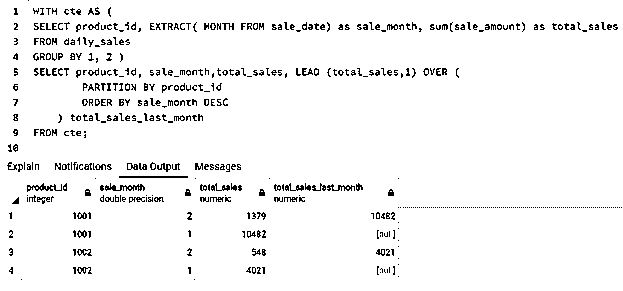 1 WITH cte AS (
2 SELECT product_id, EXTRACT( MONTH FROM sale_date) as sale_month, sum(sale_amount) as total_sales
3 FROM daily_sales
4 GROUP BY 1, 2 )
5 SELECT product_id, sale_month,total_sales, LEAD (total_sales,1) OVER (
6 PARTITION BY product_id
7 ORDER BY sale_month DESC
8 ) total_sales_last_month
9 FROM cte;
10
Explain Notifications Data Output Messages
product_id sale_month total_sales total_sales_last_month
integer double precision numeric numeric
1 1001 2 1379 10482
2 1001 1 10482 [null]
3 1002 2 548 4021
4 1002 1 4021 [null]